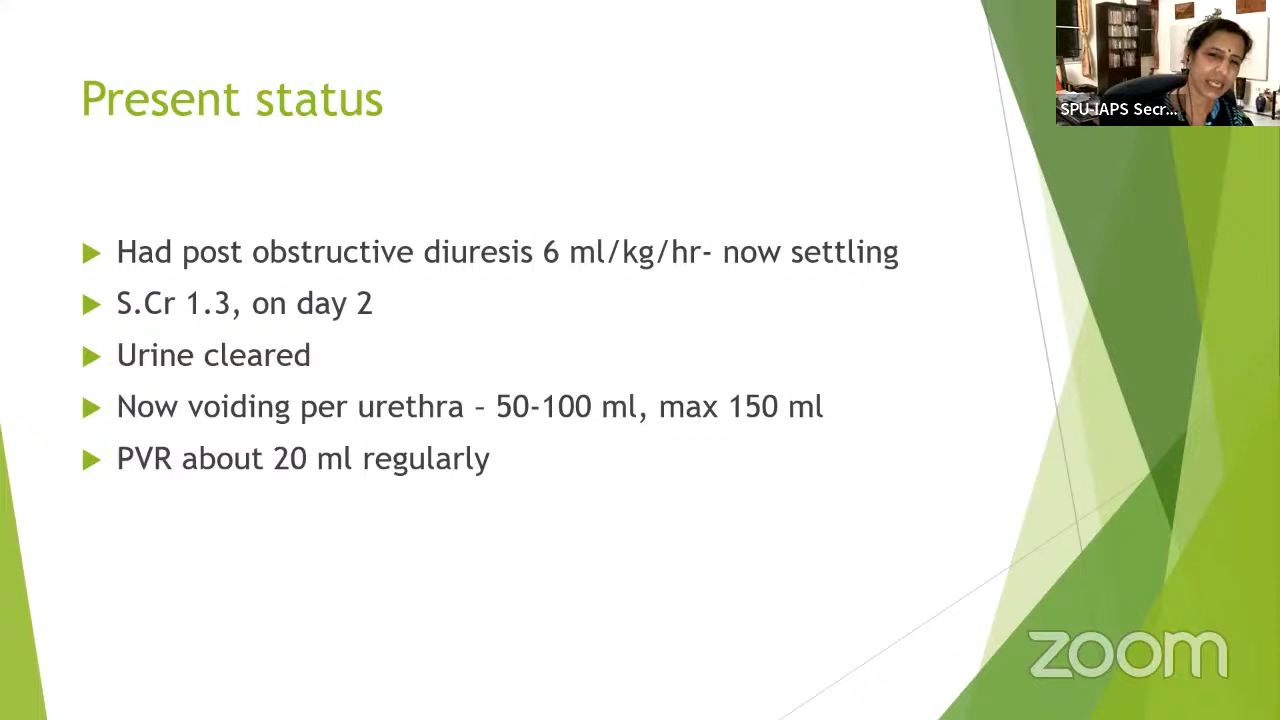 Present status
Had post obstructive diuresis 6 ml/kg/hr- now settling
S.Cr 1.3, on day 2
Urine cleared
Now voiding per urethra – 50-100 ml, max 150 ml
PVR about 20 ml regularly
SPU-IAPS Secr...
zoom